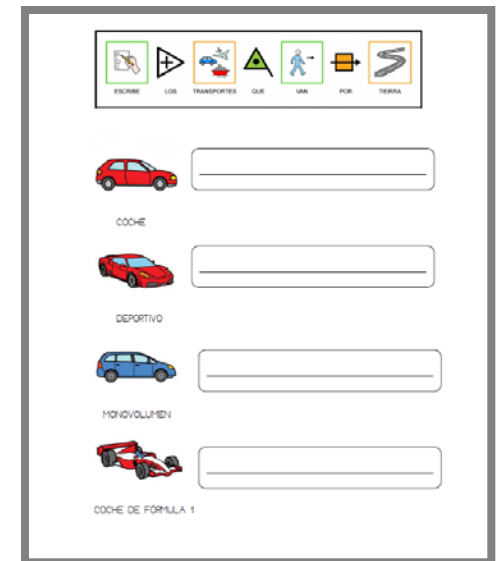 ESCRIBE LOS TRANSPORTES QUE VAN POR TIERRA
COCHE
DEPORTIVO
MONOVOLUMEN
COCHE DE FÓRMULA 1